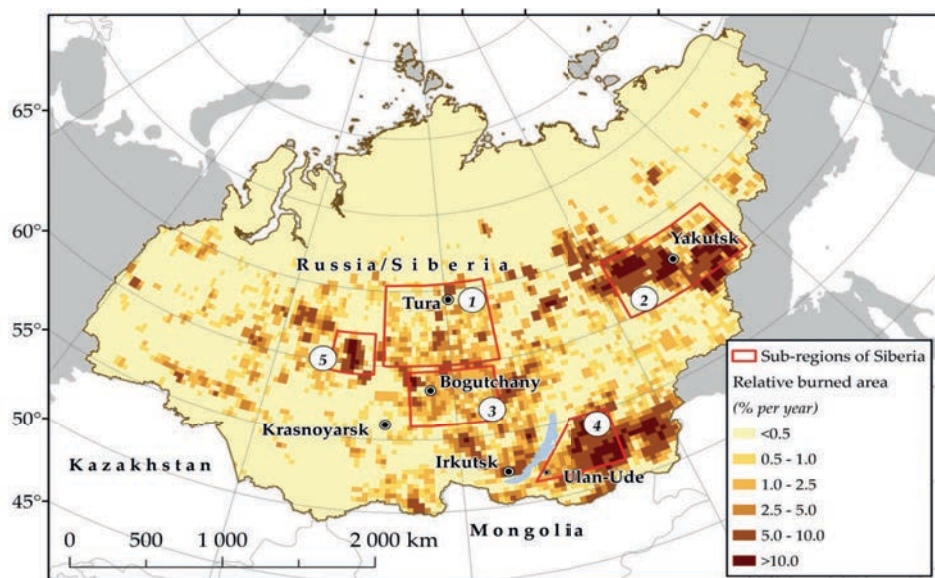 65°
60°
55°
50°
45°
Russia/Siberia
Yakutsk
Tura
1
2
5
Bogutchany
3
Krasnoyarsk
4
Irkutsk
Ulan-Ude
Kazakhstan
Mongolia
0 500 1 000 2 000 km
Sub-regions of Siberia
Relative burned area
(% per year)
<0.5
0.5 - 1.0
1.0 - 2.5
2.5 - 5.0
5.0 - 10.0
>10.0